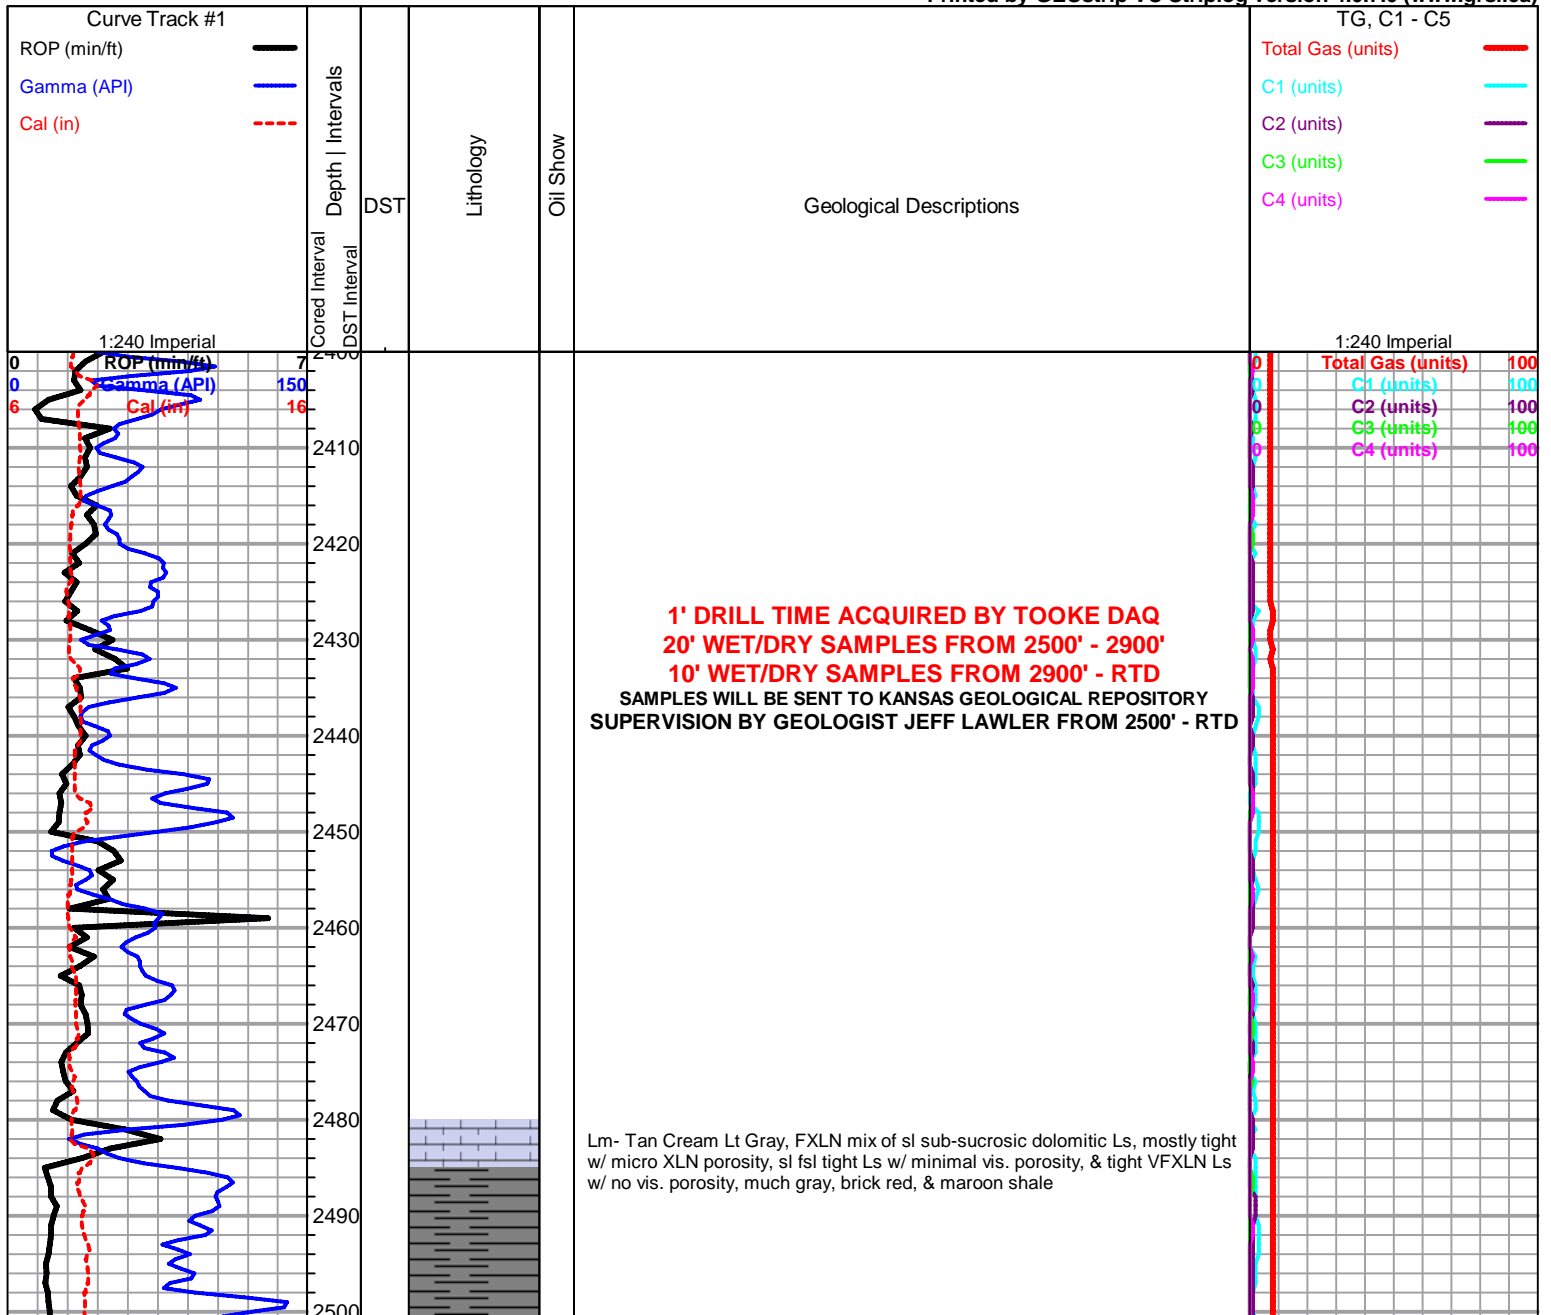 Curve Track #1
ROP (min/ft)
Gamma (API)
Cal (in)
1:240 Imperial
Depth | Intervals
Cored Interval
DST Interval
DST
Lithology
Oil Show
Geological Descriptions
TG, C1 - C5
Total Gas (units)
C1 (units)
C2 (units)
C3 (units)
C4 (units)
1:240 Imperial
0 ROP (min/ft) 7
0 Gamma (API) 150
6 Cal (in) 16
0 Total Gas (units) 100
0 C1 (units) 100
0 C2 (units) 100
0 C3 (units) 100
0 C4 (units) 100
2400
2410
2420
2430
2440
2450
2460
2470
2480
2490
2500
1' DRILL TIME ACQUIRED BY TOOKE DAQ
20' WET/DRY SAMPLES FROM 2500' - 2900'
10' WET/DRY SAMPLES FROM 2900' - RTD
SAMPLES WILL BE SENT TO KANSAS GEOLOGICAL REPOSITORY
SUPERVISION BY GEOLOGIST JEFF LAWLER FROM 2500' - RTD
Lm- Tan Cream Lt Gray, FXLN mix of sl sub-sucrosic dolomitic Ls, mostly tight
w/ micro XLN porosity, sl fsl tight Ls w/ minimal vis. porosity, & tight VFXLN Ls
w/ no vis. porosity, much gray, brick red, & maroon shale